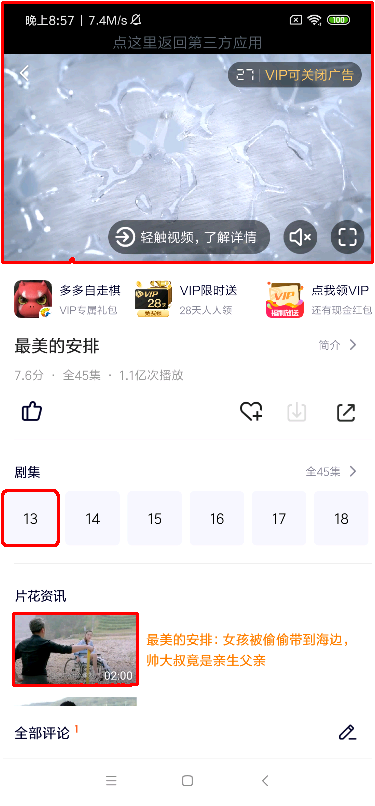 晚上8:57 | 7.4M/s
100
点这里返回第三方应用
27 | VIP可关闭广告
轻触视频，了解详情
多多自走棋
VIP专属礼包
VIP
28天
VIP限时送
28天人人领
VIP
点我领VIP
还有现金红包
最美的安排
简介
7.6分 · 全45集 · 1.1亿次播放
剧集
全45集
13
14
15
16
17
18
片花资讯
02:00
最美的安排：女孩被偷偷带到海边，
帅大叔竟是亲生父亲
全部评论 1